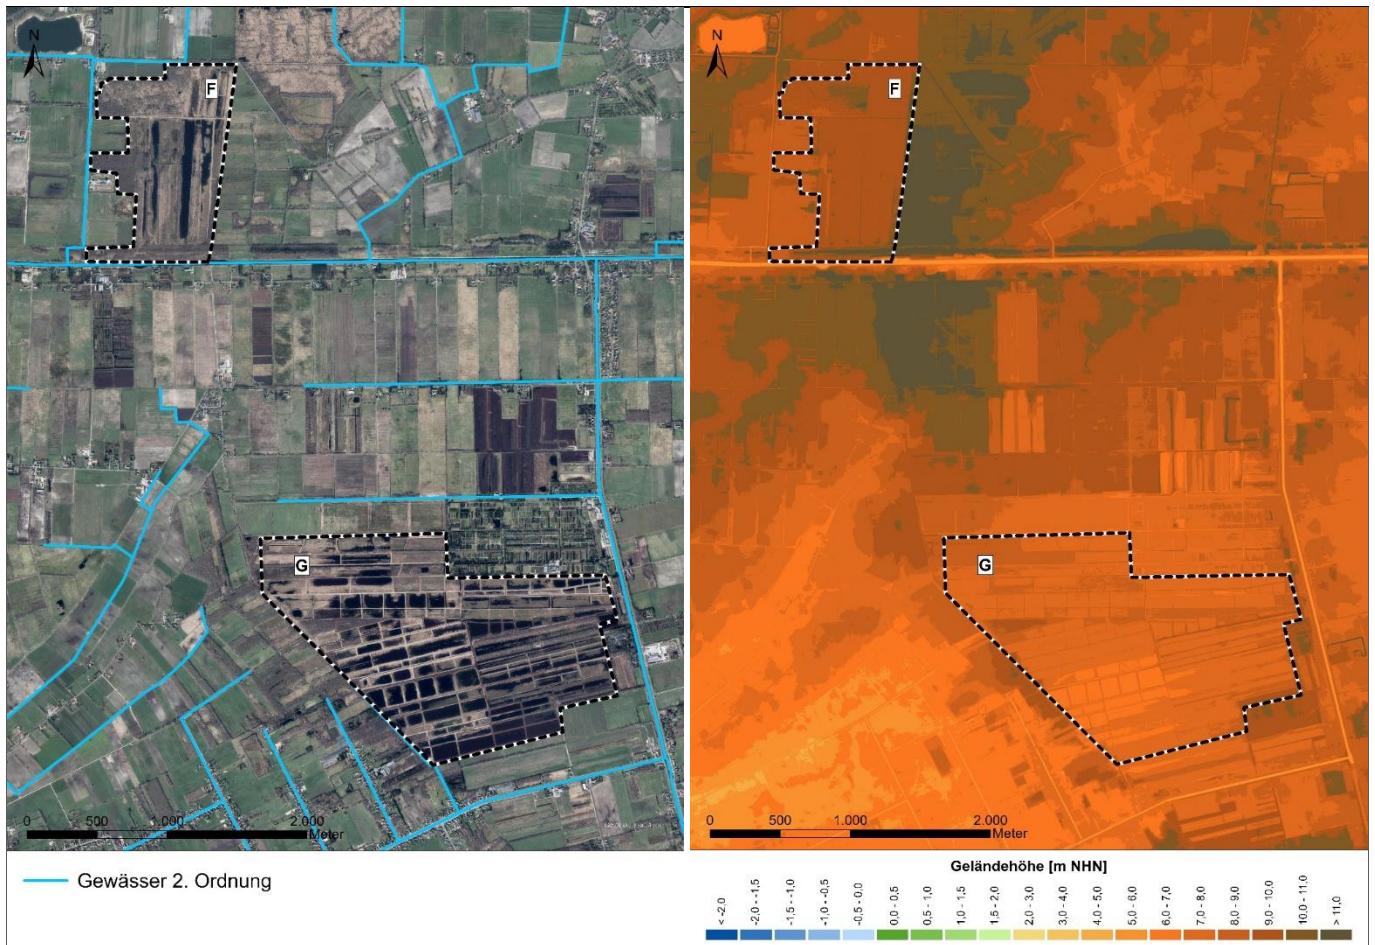 N
F
G
0 500 1.000 2.000
Meter
Gewässer 2. Ordnung
N
F
G
0 500 1.000 2.000
Meter
Geländehöhe [m NHN]
< -2.0
-2.0 - -1.5
-1.5 - -1,0
-1,0 - -0.5
-0.5 - 0.0
0.0 - 0.5
0.5 - 1,0
1,0 - 1.5
1.5 - 2,0
2.0 - 3.0
3.0 - 4.0
4.0 - 5.0
5.0 - 6.0
6.0 - 7.0
7.0 - 8.0
8.0 - 9,0
9.0 - 10,0
10.0 - 11,0
> 11,0